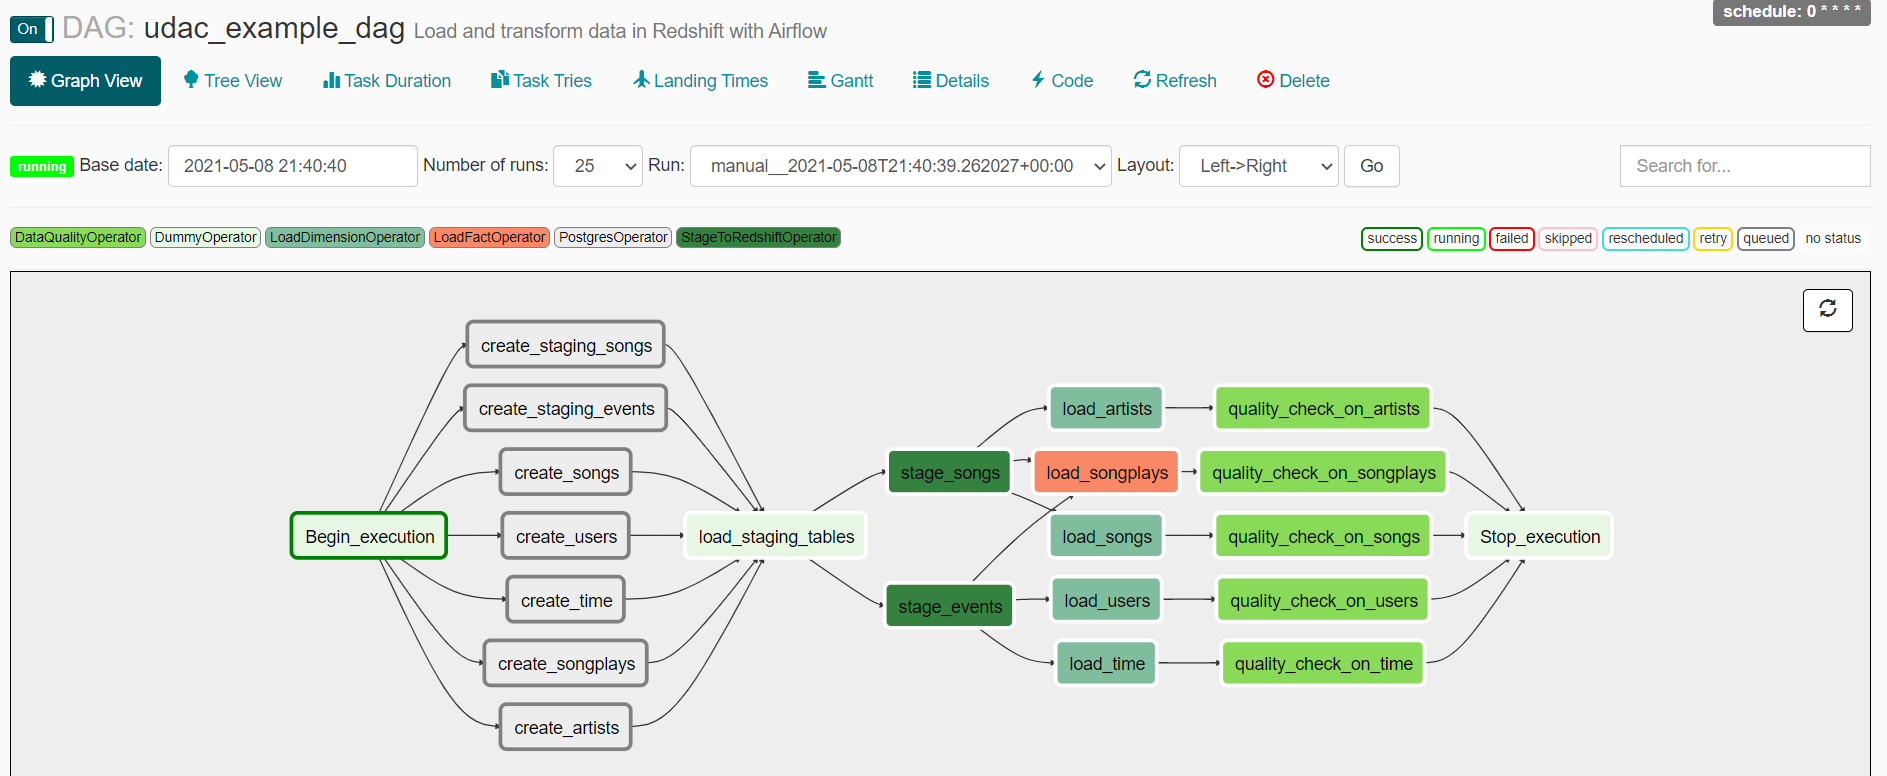 schedule: 0 * * * *
On DAG: udac_example_dag Load and transform data in Redshift with Airflow
Graph View Tree View Task Duration Task Tries Landing Times Gantt Details Code Refresh Delete
running Base date: 2021-05-08 21:40:40 Number of runs: 25 Run: manual__2021-05-08T21:40:39.262027+00:00 Layout: Left->Right Go Search for...
DataQualityOperator DummyOperator LoadDimensionOperator LoadFactOperator PostgresOperator StageToRedshiftOperator success running failed skipped rescheduled retry queued no status
create_staging_songs
create_staging_events load_artists quality_check_on_artists
create_songs stage_songs load_songplays quality_check_on_songplays
Begin_execution create_users load_staging_tables load_songs quality_check_on_songs Stop_execution
create_time stage_events load_users quality_check_on_users
create_songplays load_time quality_check_on_time
create_artists